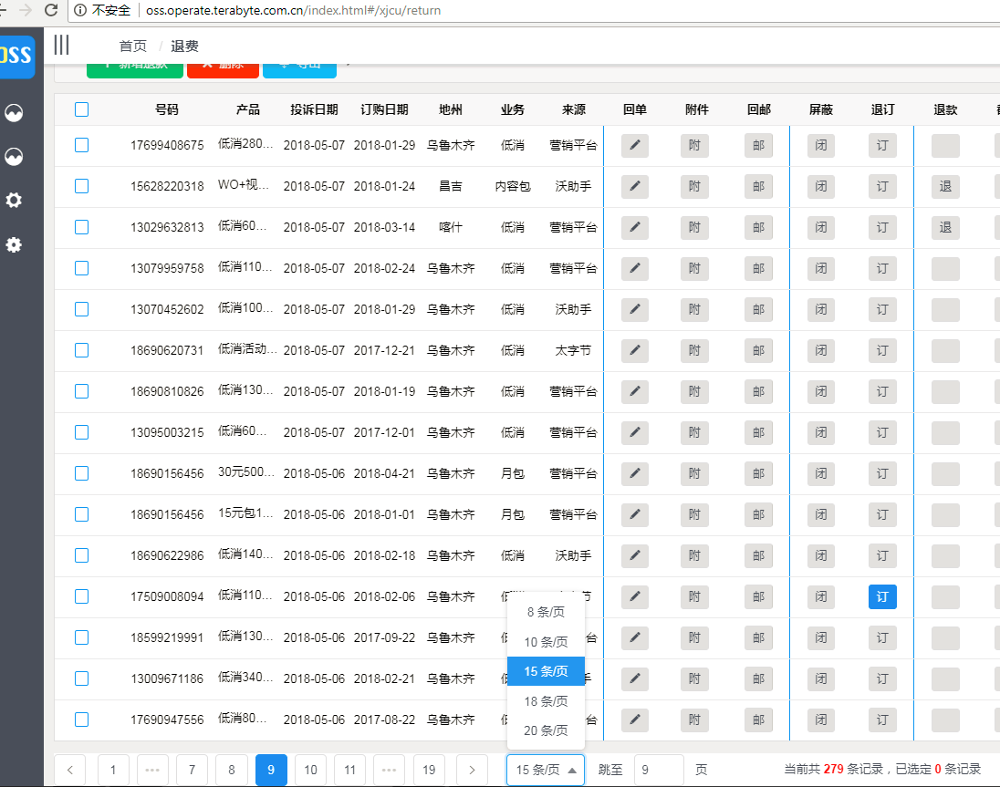 不安全 oss.operate.terabyte.com.cn/index.html#/xjcu/return
OSS
首页 / 退费
新增退款 删除 导出
号码 产品 投诉日期 订购日期 地州 业务 来源 回单 附件 回邮 屏蔽 退订 退款
17699408675 低消280... 2018-05-07 2018-01-29 乌鲁木齐 低消 营销平台 附 邮 闭 订
15628220318 WO+视... 2018-05-07 2018-01-24 昌吉 内容包 沃助手 附 邮 闭 订 退
13029632813 低消60... 2018-05-07 2018-03-14 喀什 低消 营销平台 附 邮 闭 订 退
13079959758 低消110... 2018-05-07 2018-02-24 乌鲁木齐 低消 营销平台 附 邮 闭 订
13070452602 低消100... 2018-05-07 2018-01-29 乌鲁木齐 低消 沃助手 附 邮 闭 订
18690620731 低消活动... 2018-05-07 2017-12-21 乌鲁木齐 低消 太字节 附 邮 闭 订
18690810826 低消130... 2018-05-07 2018-01-19 乌鲁木齐 低消 营销平台 附 邮 闭 订
13095003215 低消60... 2018-05-07 2017-12-01 乌鲁木齐 低消 营销平台 附 邮 闭 订
18690156456 30元500... 2018-05-06 2018-04-21 乌鲁木齐 月包 营销平台 附 邮 闭 订
18690156456 15元包1... 2018-05-06 2018-01-01 乌鲁木齐 月包 营销平台 附 邮 闭 订
18690622986 低消140... 2018-05-06 2018-02-18 乌鲁木齐 低消 沃助手 附 邮 闭 订
17509008094 低消110... 2018-05-06 2018-02-06 乌鲁木齐 附 邮 闭 订
18599219991 低消130... 2018-05-06 2017-09-22 乌鲁木齐 台 附 邮 闭 订
13009671186 低消340... 2018-05-06 2018-02-21 乌鲁木齐 手 附 邮 闭 订
17690947556 低消80... 2018-05-06 2017-08-22 乌鲁木齐 台 附 邮 闭 订
8 条/页
10 条/页
15 条/页
18 条/页
20 条/页
< 1 ••• 7 8 9 10 11 ••• 19 > 15 条/页 跳至 9 页 当前共 279 条记录，已选定 0 条记录